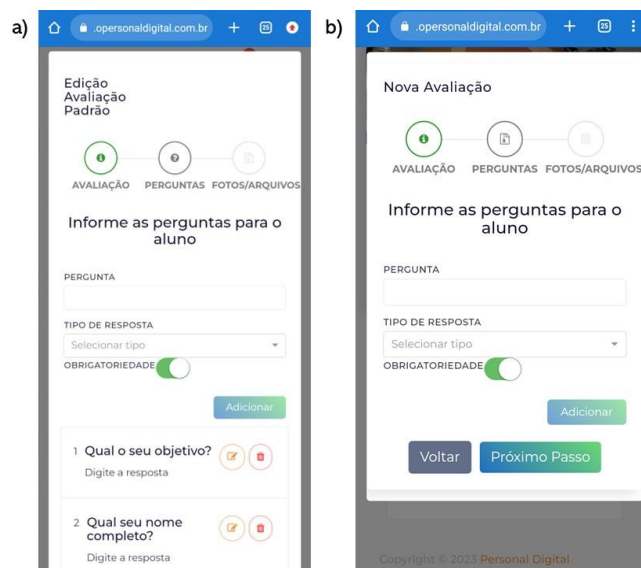 a)
.opersonaldigital.com.br
25
Edição
Avaliação
Padrão
AVALIAÇÃO PERGUNTAS FOTOS/ARQUIVOS
Informe as perguntas para o
aluno
PERGUNTA
TIPO DE RESPOSTA
Selecionar tipo
OBRIGATORIEDADE
Adicionar
1 Qual o seu objetivo?
Digite a resposta
2 Qual seu nome
completo?
Digite a resposta
b)
.opersonaldigital.com.br
25
Nova Avaliação
AVALIAÇÃO PERGUNTAS FOTOS/ARQUIVOS
Informe as perguntas para o
aluno
PERGUNTA
TIPO DE RESPOSTA
Selecionar tipo
OBRIGATORIEDADE
Adicionar
Voltar Próximo Passo
Copyright © 2023 Personal Digital